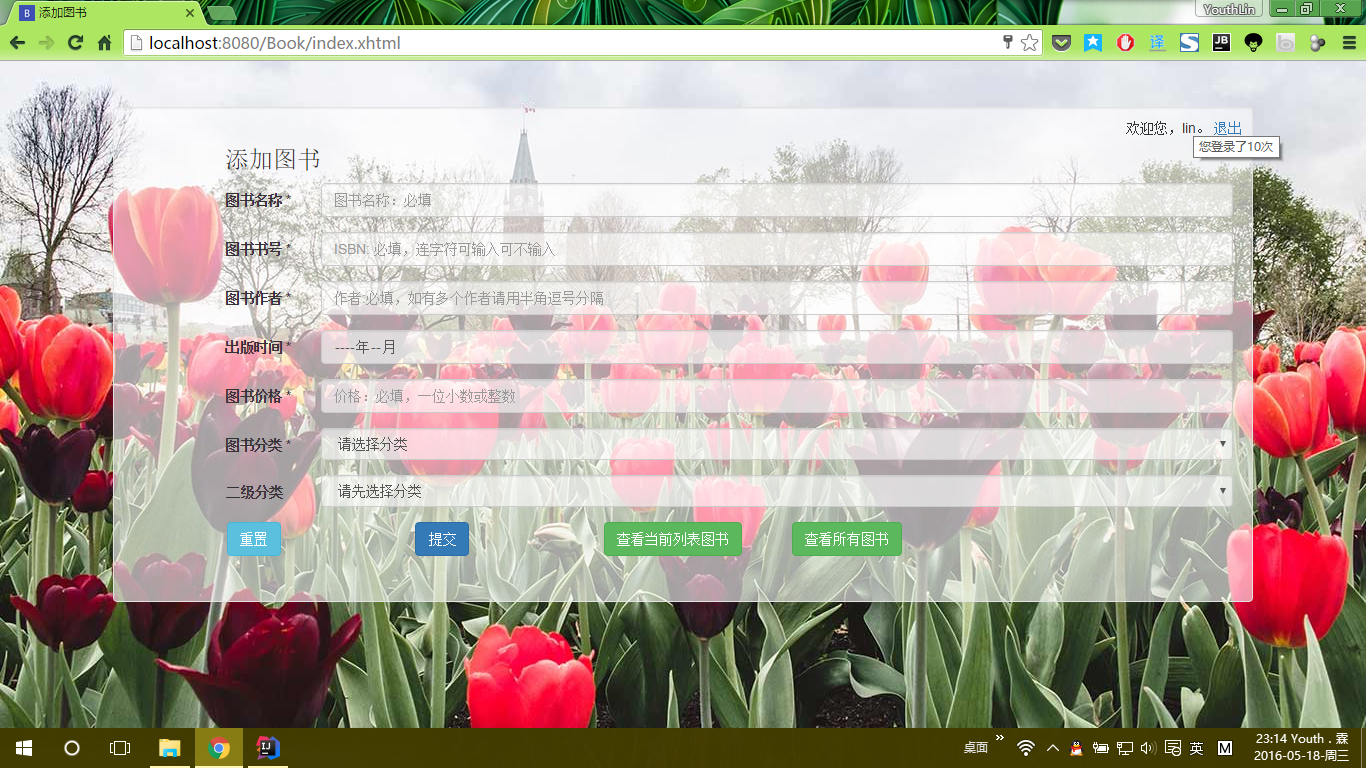 添加图书
YouthLin
localhost:8080/Book/index.xhtml
译
JB
欢迎您，lin。 退出
您登录了10次
添加图书
图书名称 * 图书名称：必填
图书书号 * ISBN: 必填，连字符可输入可不输入
图书作者 * 作者:必填，如有多个作者请用半角逗号分隔
出版时间 * ----年--月
图书价格 * 价格：必填，一位小数或整数
图书分类 * 请选择分类
二级分类 请先选择分类
重置 提交 查看当前列表图书 查看所有图书
桌面 英 M 23:14 Youth . 霖
2016-05-18-周三